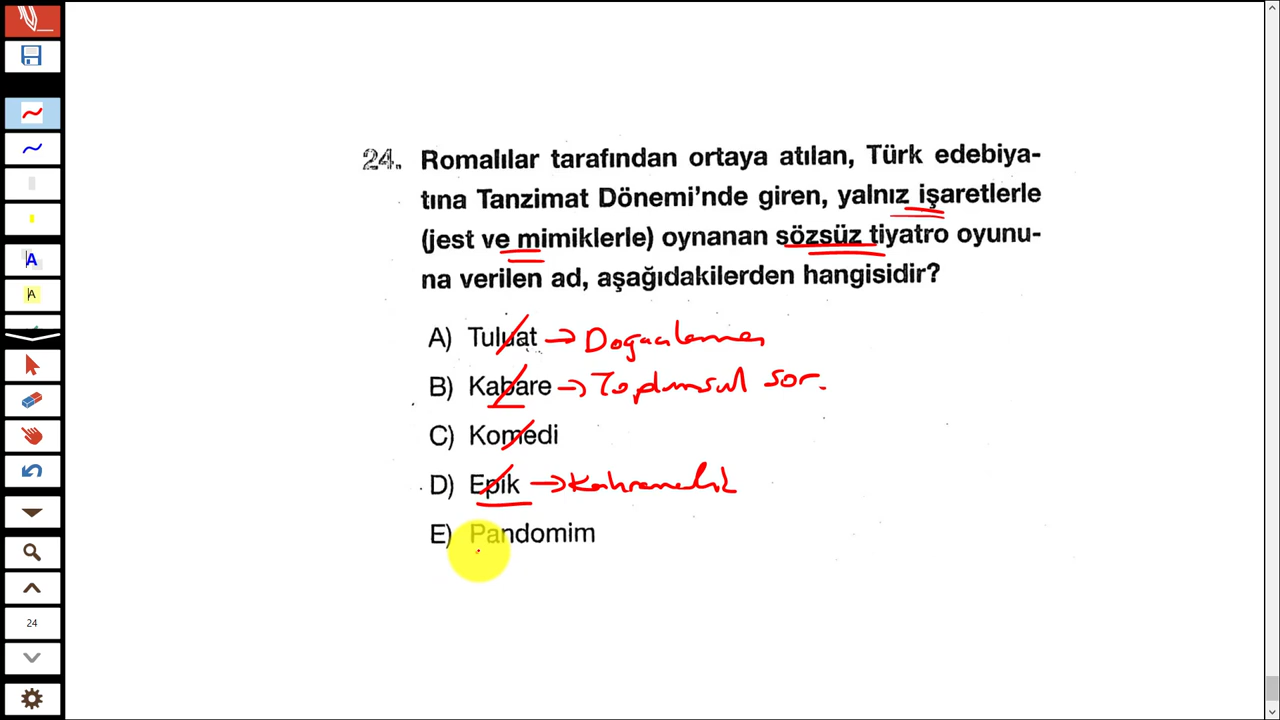 24. Romalılar tarafından ortaya atılan, Türk edebiya-
tına Tanzimat Dönemi'nde giren, yalnız işaretlerle
(jest ve mimiklerle) oynanan sözsüz tiyatro oyunu-
na verilen ad, aşağıdakilerden hangisidir?
A) Tuluat → Doğaçlama
B) Kabare → Toplumsal sor.
C) Komedi
D) Epik → Kahramanlık
E) Pandomim
A
A
24